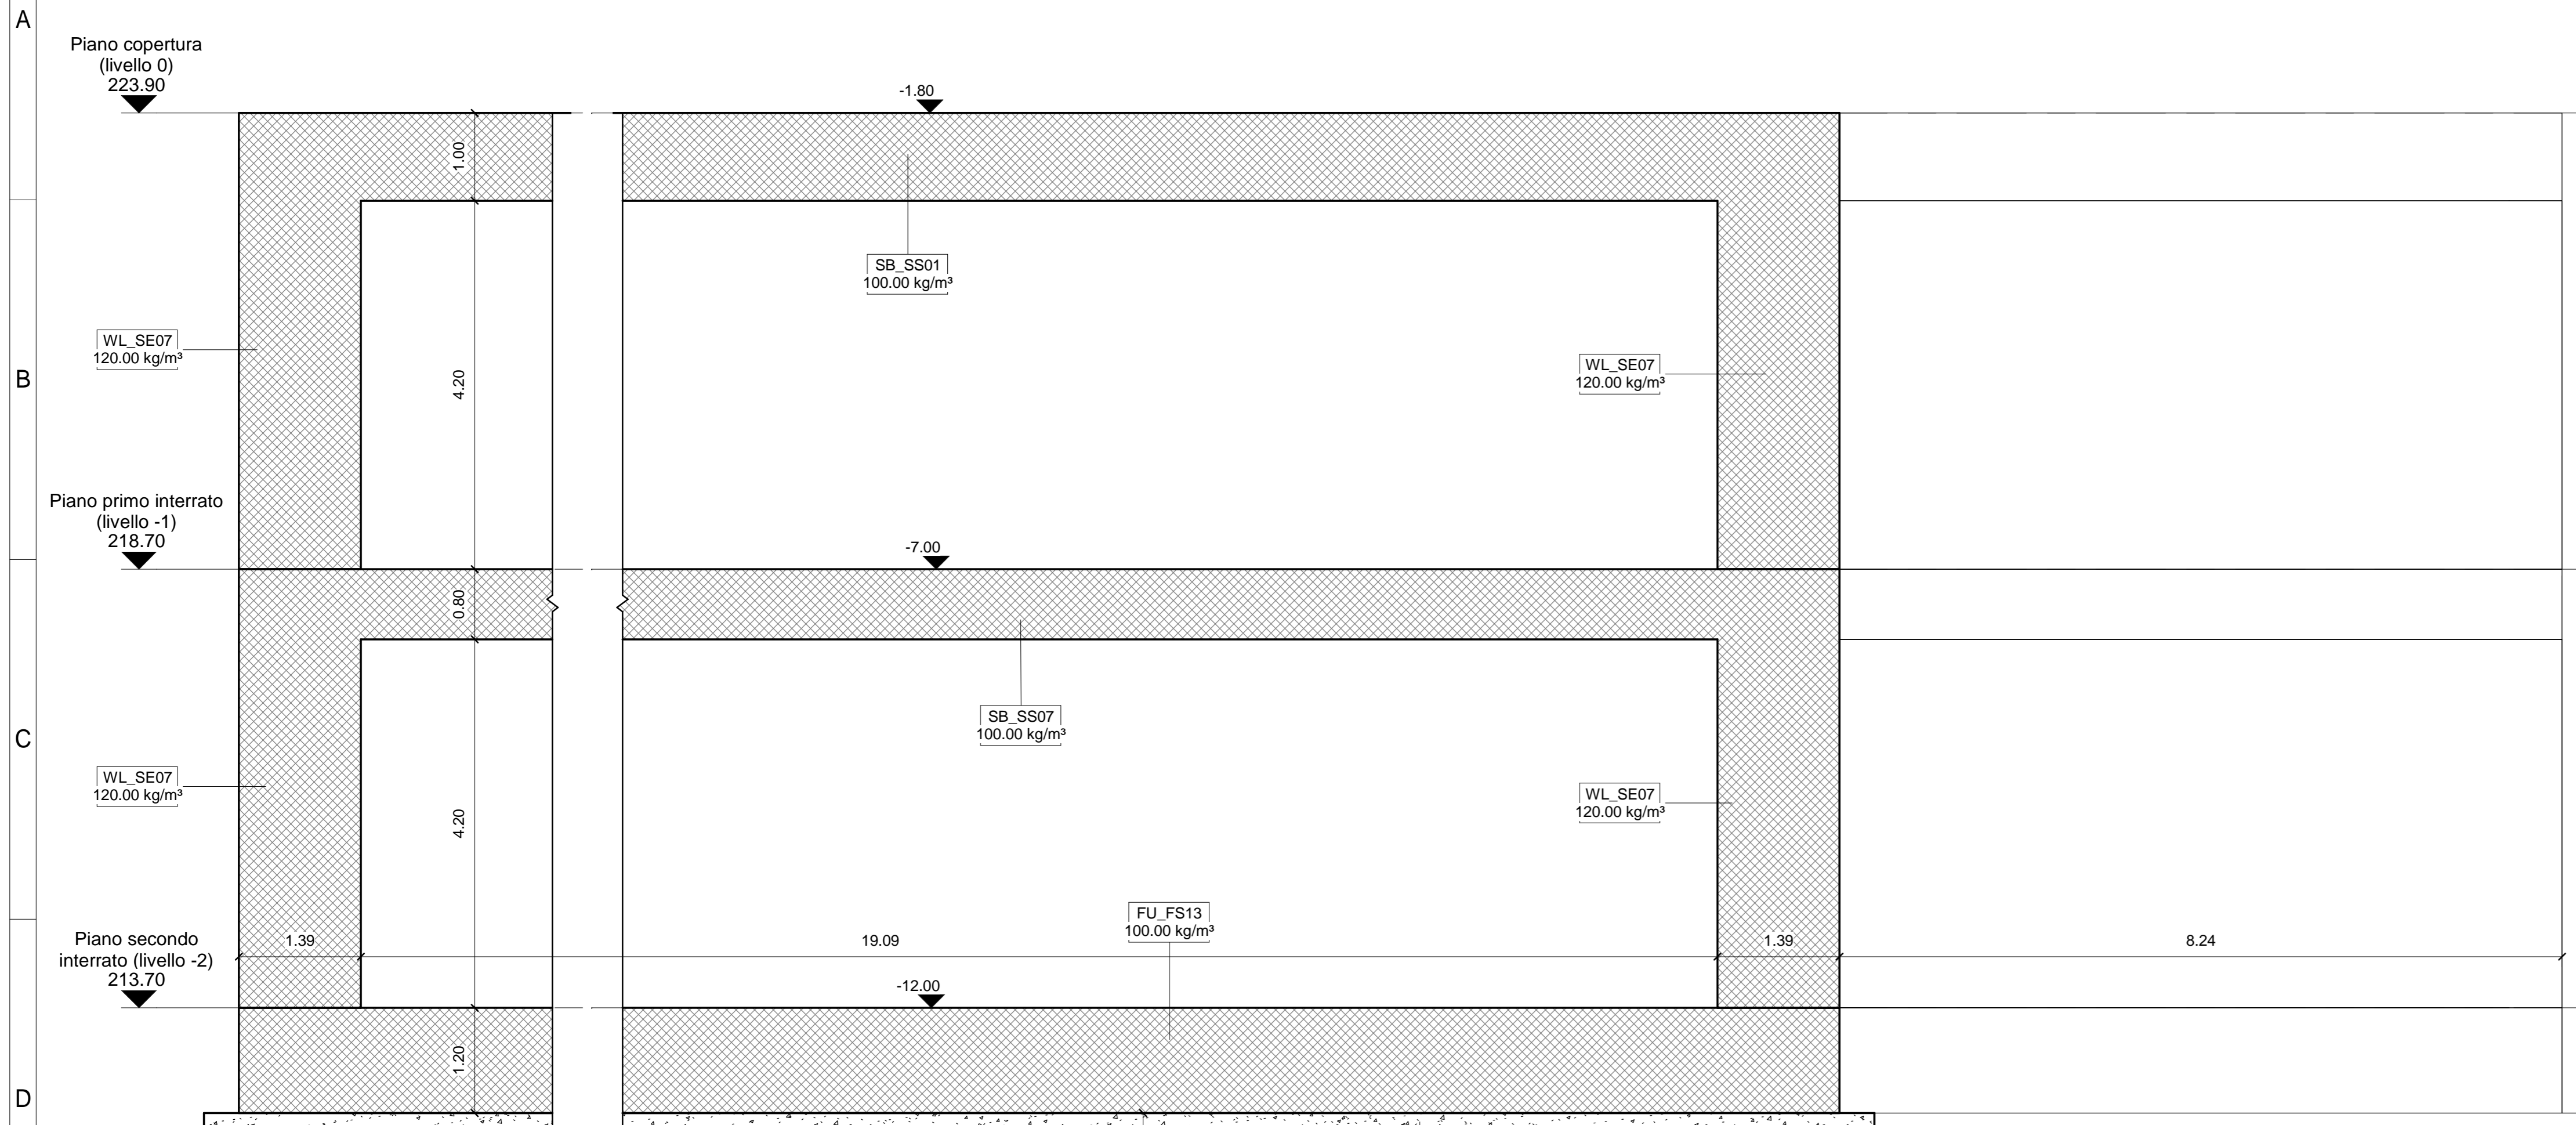 A
Piano copertura
(livello 0)
223.90
-1.80
1.00
SB_SS01
100.00 kg/m³
WL_SE07
120.00 kg/m³
WL_SE07
120.00 kg/m³
B
4.20
Piano primo interrato
(livello -1)
218.70
-7.00
0.80
SB_SS07
100.00 kg/m³
C
WL_SE07
120.00 kg/m³
WL_SE07
120.00 kg/m³
4.20
FU_FS13
100.00 kg/m³
Piano secondo
interrato (livello -2)
213.70
1.39
19.09
1.39
8.24
-12.00
1.20
D